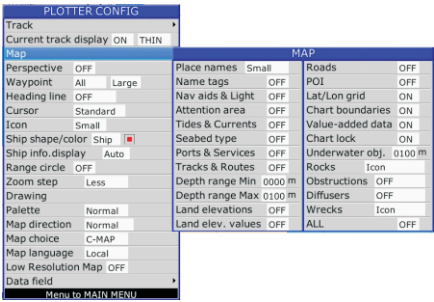 PLOTTER CONFIG
Track
Current track display ON THIN
Map
Perspective OFF
Waypoint All Large
Heading line OFF
Cursor Standard
Icon Small
Ship shape/color Ship
Ship info.display Auto
Range circle OFF
Zoom step Less
Drawing
Palette Normal
Map direction Normal
Map choice C-MAP
Map language Local
Low Resolution Map OFF
Data field
Menu to MAIN MENU
MAP
Place names Small
Name tags OFF
Nav aids & Light OFF
Attention area OFF
Tides & Currents OFF
Seabed type OFF
Ports & Services OFF
Tracks & Routes OFF
Depth range Min 0000 m
Depth range Max 0100 m
Land elevations OFF
Land elev. values OFF
Roads OFF
POI OFF
Lat/Lon grid ON
Chart boundaries ON
Value-added data ON
Chart lock ON
Underwater obj. 0100 m
Rocks Icon
Obstructions OFF
Diffusers OFF
Wrecks Icon
ALL OFF